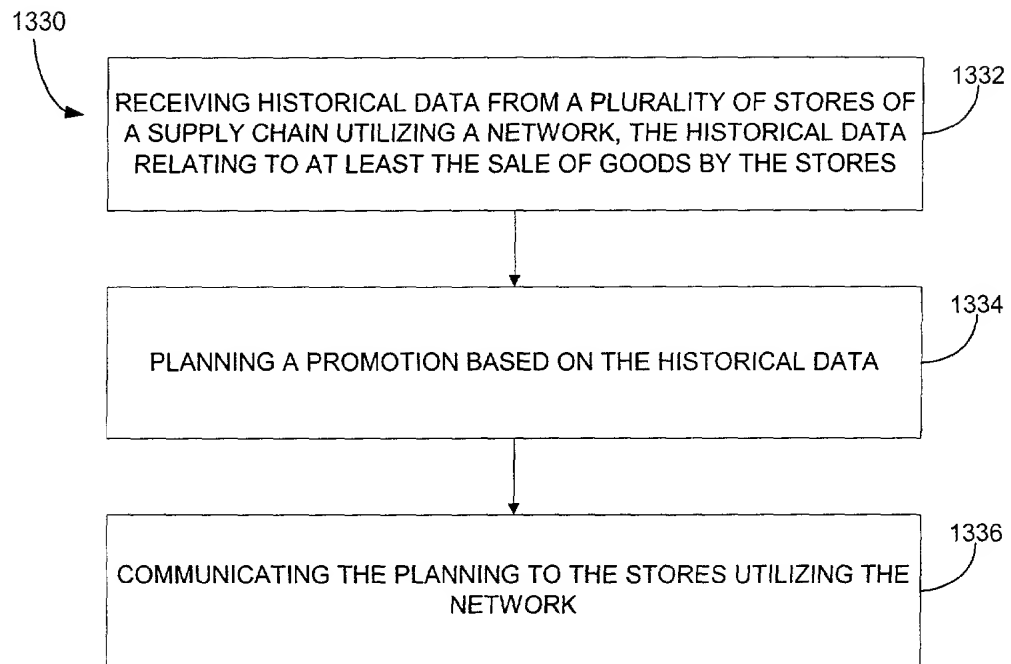 1330
1332
RECEIVING HISTORICAL DATA FROM A PLURALITY OF STORES OF
A SUPPLY CHAIN UTILIZING A NETWORK, THE HISTORICAL DATA
RELATING TO AT LEAST THE SALE OF GOODS BY THE STORES
1334
PLANNING A PROMOTION BASED ON THE HISTORICAL DATA
1336
COMMUNICATING THE PLANNING TO THE STORES UTILIZING THE
NETWORK